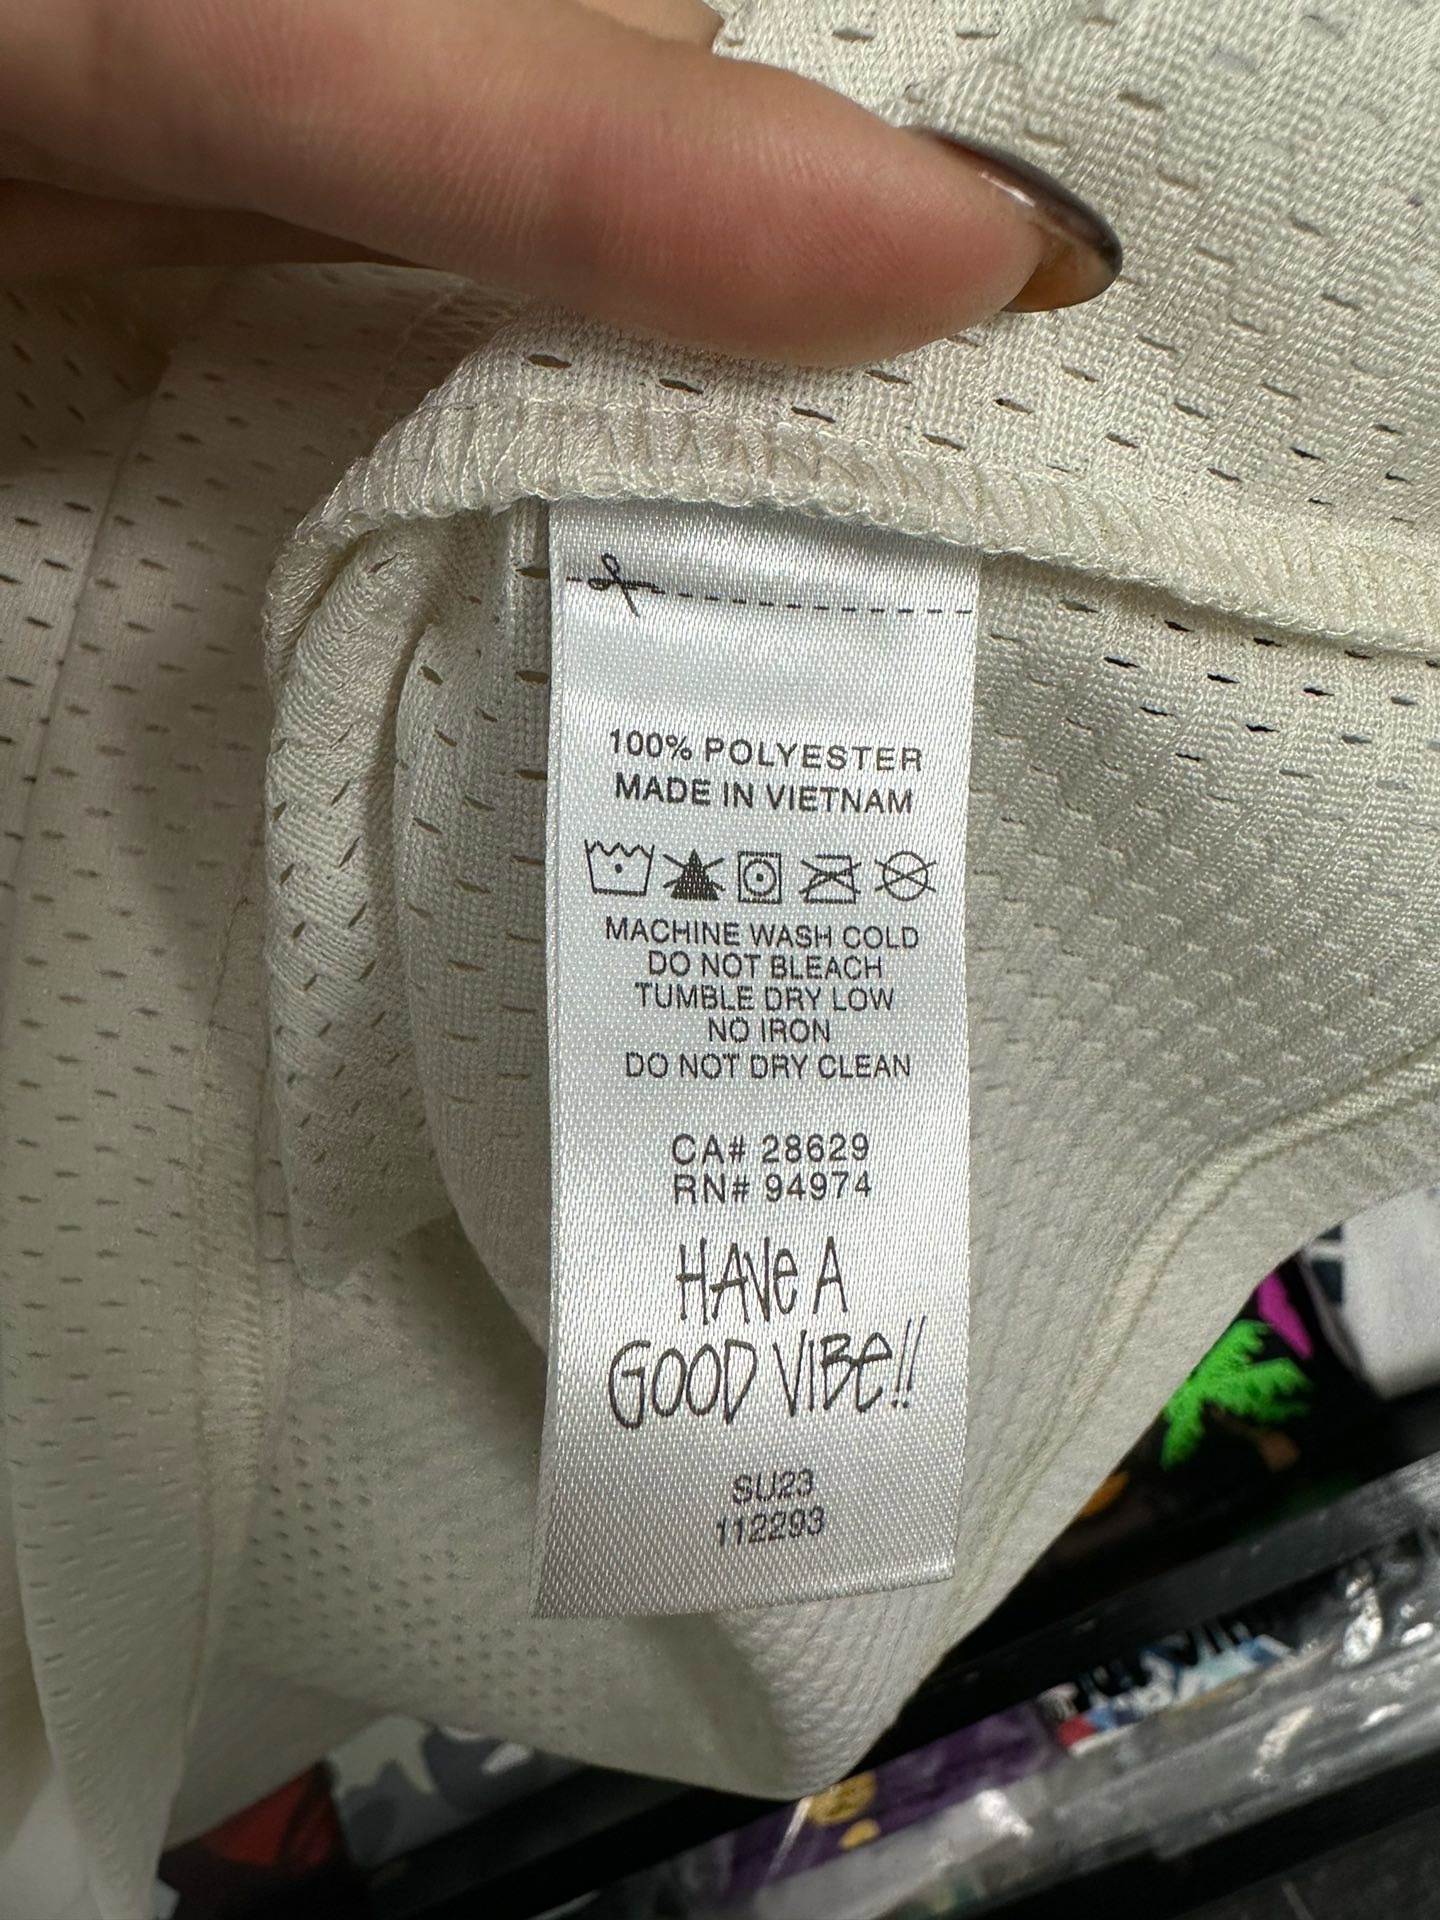 100% POLYESTER
MADE IN VIETNAM
MACHINE WASH COLD
DO NOT BLEACH
TUMBLE DRY LOW
NO IRON
DO NOT DRY CLEAN
CA# 28629
RN# 94974
HAVE A
GOOD VIBE!!
SU23
112293